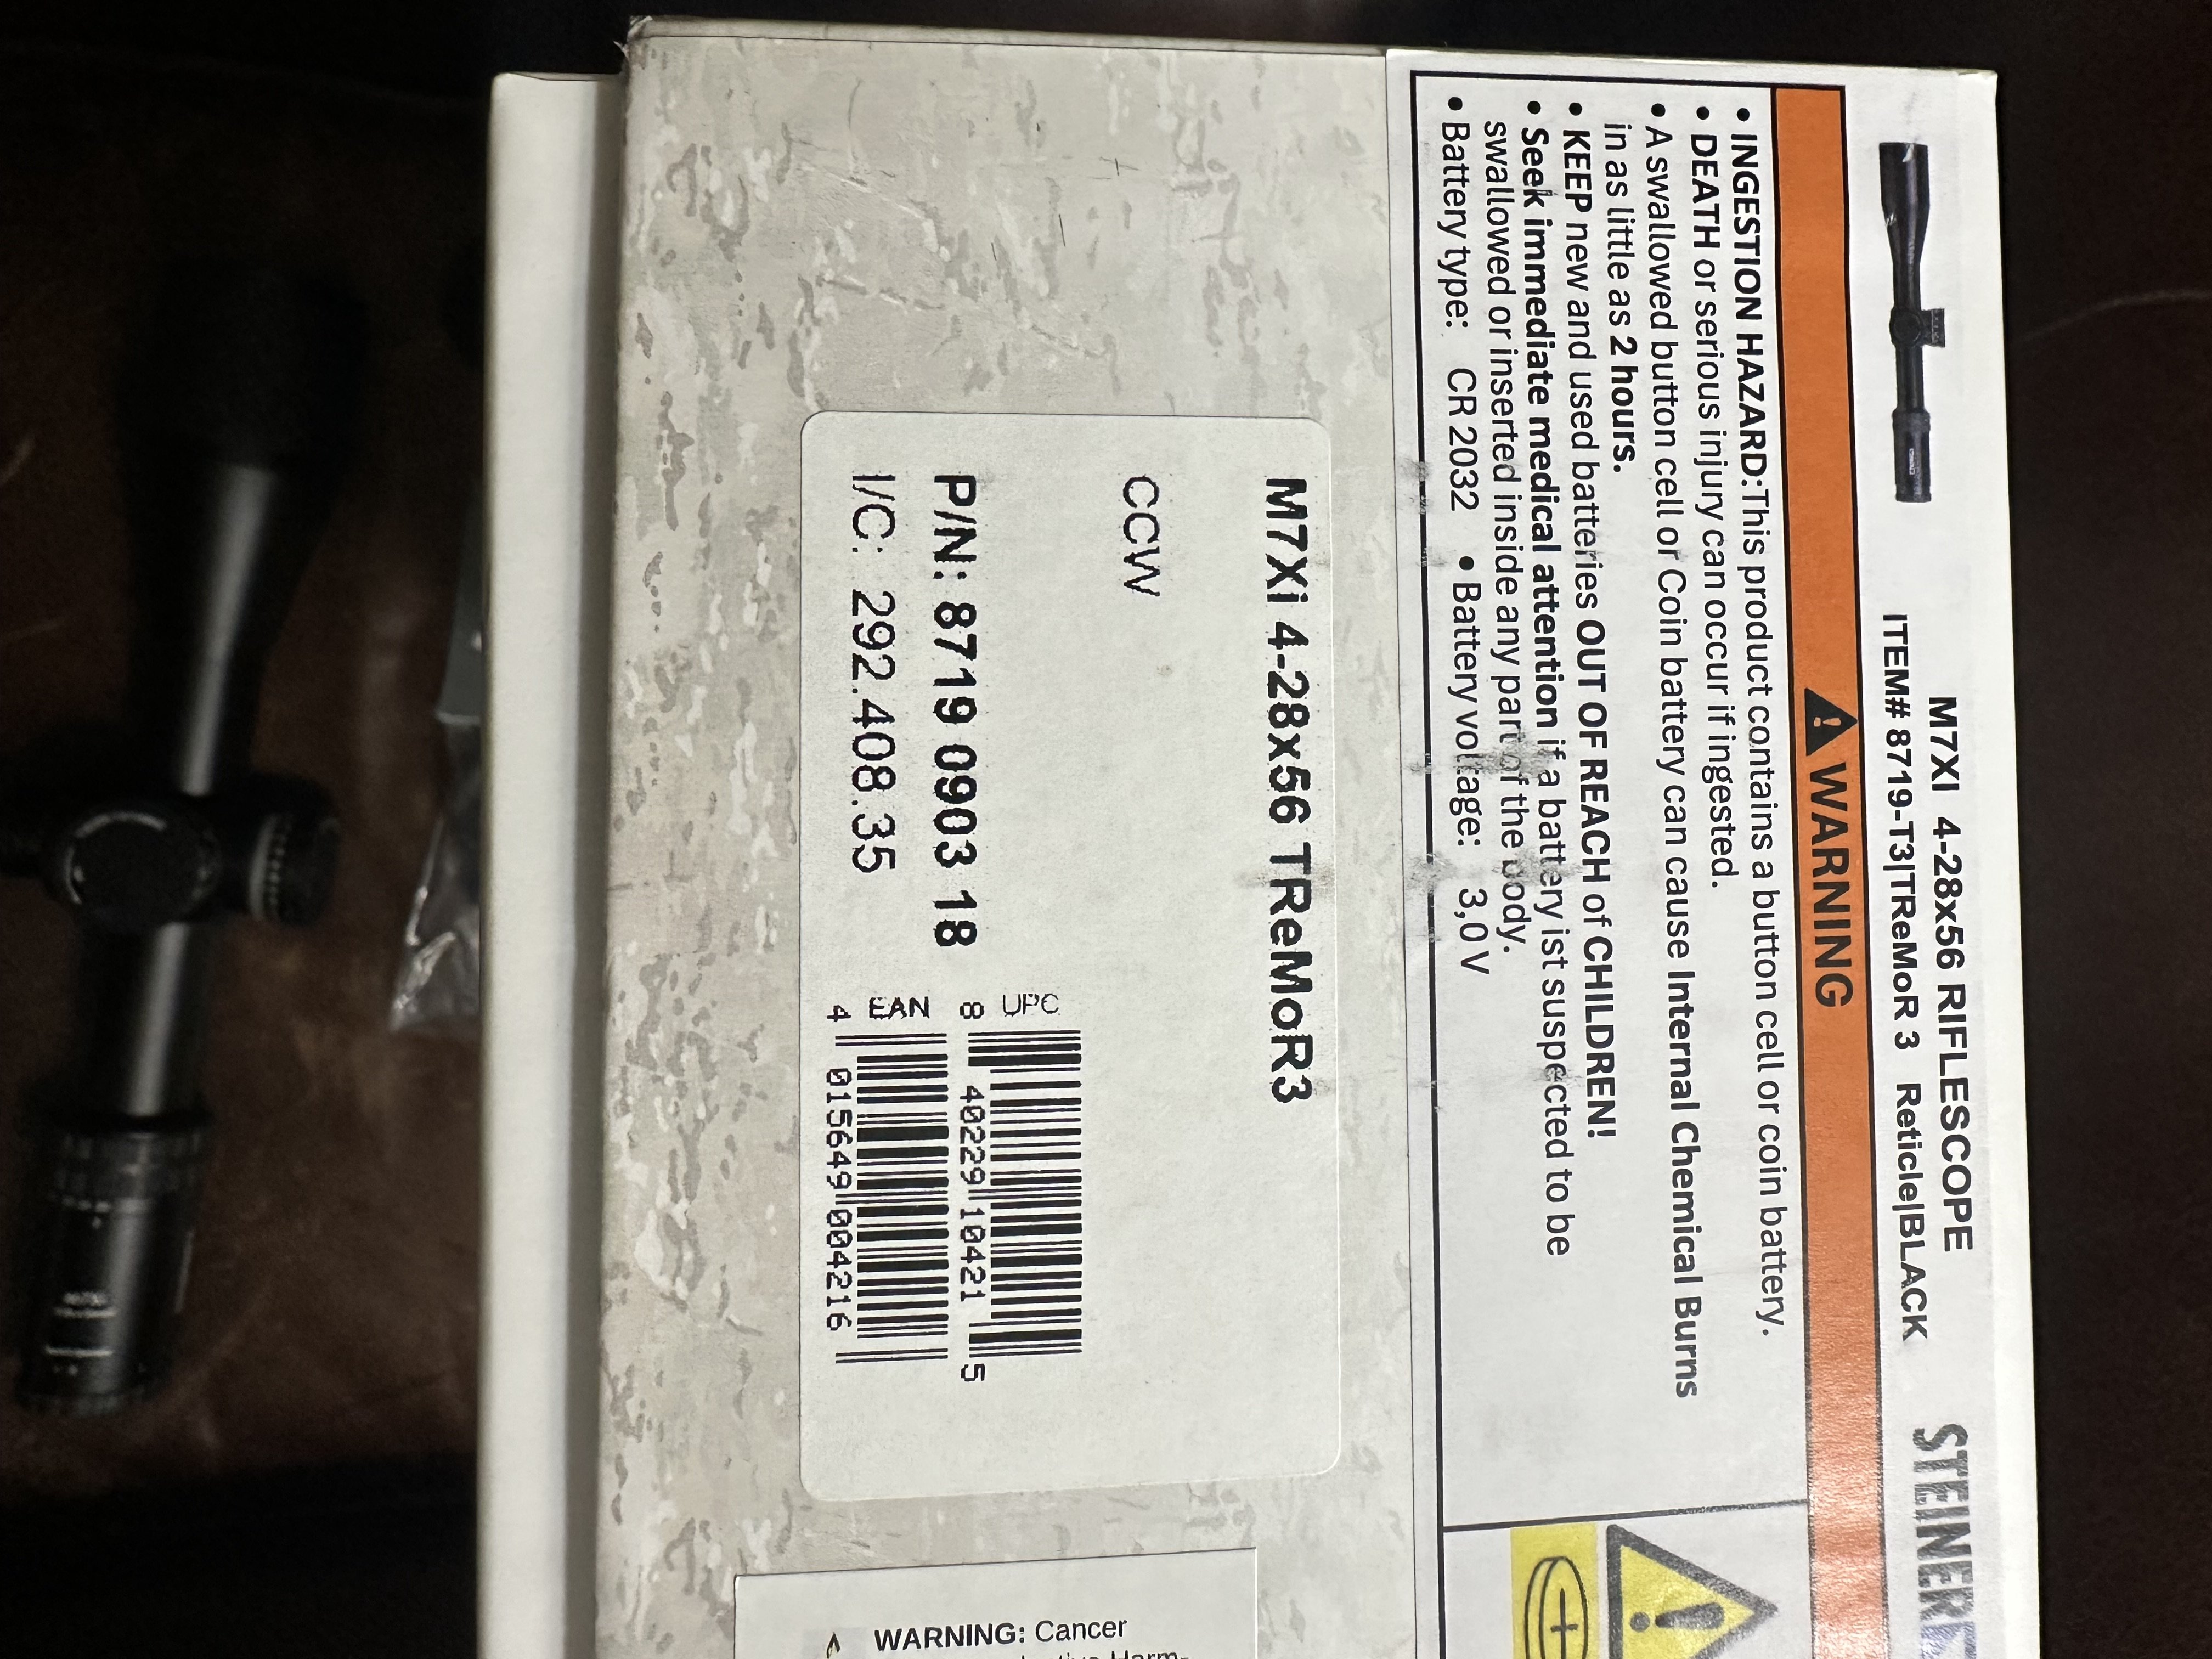 M7XI 4-28x56 RIFLESCOPE
ITEM# 8719-T3|TReMoR 3 Reticle|BLACK
STEINER
WARNING
• INGESTION HAZARD:This product contains a button cell or coin battery.
• DEATH or serious injury can occur if ingested.
• A swallowed button cell or Coin battery can cause Internal Chemical Burns
in as little as 2 hours.
• KEEP new and used batteries OUT OF REACH of CHILDREN!
• Seek immediate medical attention if a battery ist suspected to be
swallowed or inserted inside any part of the body.
• Battery type: CR 2032 • Battery voltage: 3,0 V
M7Xi 4-28x56 TReMoR3
CCW
P/N: 8719 0903 18
I/C: 292.408.35
UPC
8 40229 10421 5
EAN
4 015649 004216
WARNING: Cancer
Harm-